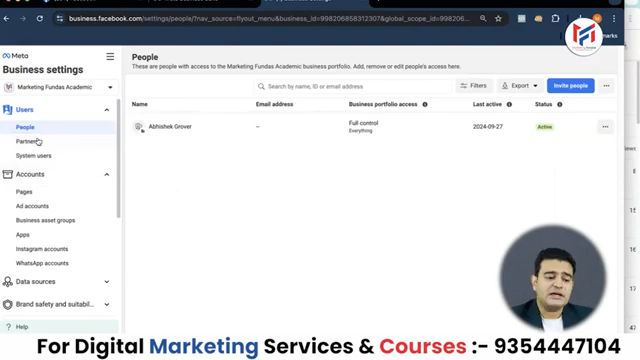 business.facebook.com/settings/people/?nav_source=flyout_menu&business_id=998206858312307&global_scope_id=998206...
Meta
Business settings
Marketing Fundas Academic
Users
People
Partners
System users
Accounts
Pages
Ad accounts
Business asset groups
Apps
Instagram accounts
WhatsApp accounts
Data sources
Brand safety and suitabil...
Help
People
These are people with access to the Marketing Fundas Academic business portfolio. Add, remove or edit people's access here.
Search by name, ID or email address
Filters
Export
Invite people
Name
Email address
Business portfolio access
Last active
Status
Abhishek Grover
--
Full control
Everything
2024-09-27
Active
For Digital Marketing Services & Courses :- 9354447104